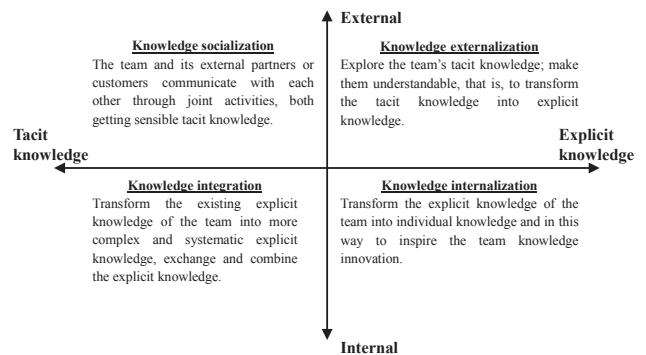 External
Knowledge socialization
The team and its external partners or
customers communicate with each
other through joint activities, both
getting sensible tacit knowledge.
Knowledge externalization
Explore the team's tacit knowledge; make
them understandable, that is, to transform
the tacit knowledge into explicit
knowledge.
Tacit
knowledge
Explicit
knowledge
Knowledge integration
Transform the existing explicit
knowledge of the team into more
complex and systematic explicit
knowledge, exchange and combine
the explicit knowledge.
Knowledge internalization
Transform the explicit knowledge of the
team into individual knowledge and in this
way to inspire the team knowledge
innovation.
Internal